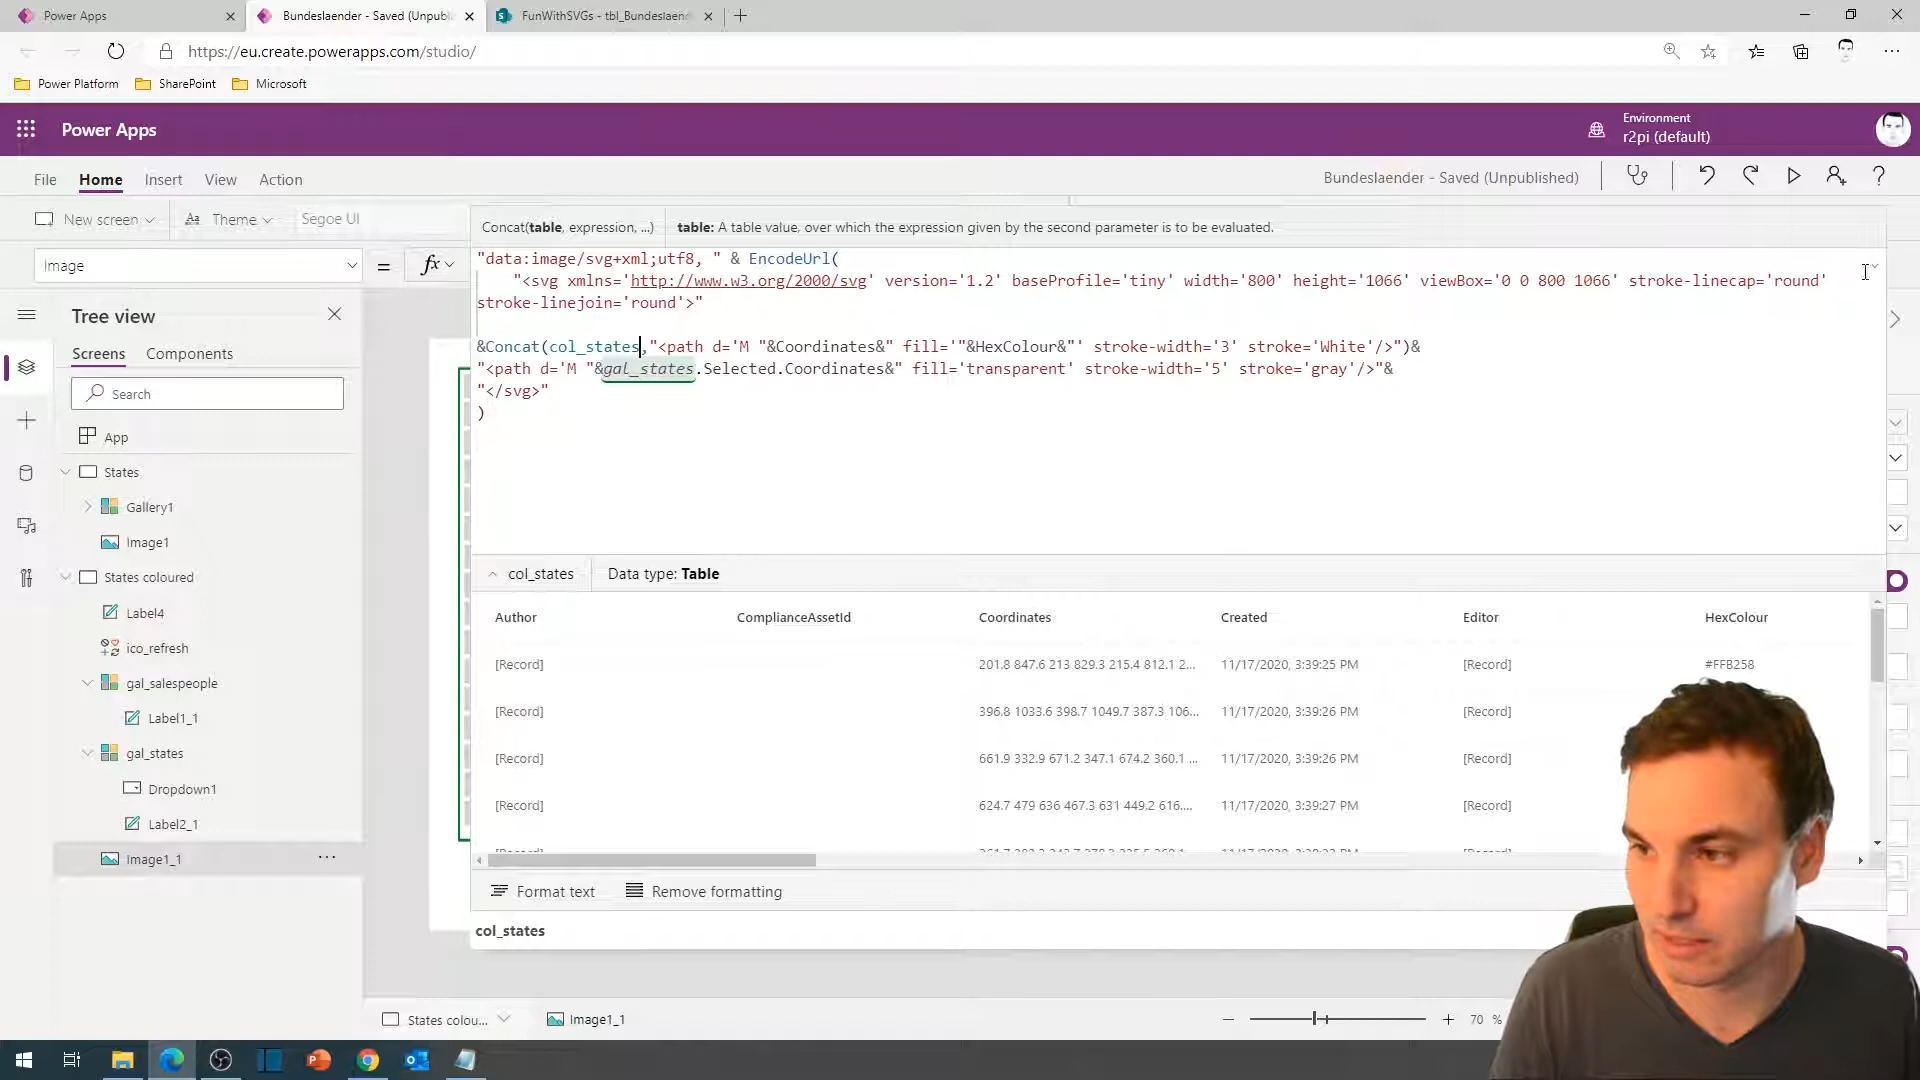 Power Apps
Bundeslaender - Saved (Unpubli
FunWithSVGs - tbl_Bundeslaend
https://eu.create.powerapps.com/studio/
Power Platform
SharePoint
Microsoft
Power Apps
Environment
r2pi (default)
File
Home
Insert
View
Action
Bundeslaender - Saved (Unpublished)
New screen
Theme
Segoe UI
Concat(table, expression, ...)
table: A table value, over which the expression given by the second parameter is to be evaluated.
Image
=
fx
"data:image/svg+xml;utf8, " & EncodeUrl(
"<svg xmlns='http://www.w3.org/2000/svg' version='1.2' baseProfile='tiny' width='800' height='1066' viewBox='0 0 800 1066' stroke-linecap='round'
stroke-linejoin='round'>"
&Concat(col_states,"<path d='M "&Coordinates&" fill='"&HexColour&"' stroke-width='3' stroke='White'/>")&
"<path d='M "&gal_states.Selected.Coordinates&" fill='transparent' stroke-width='5' stroke='gray'/>"&
"</svg>"
)
Tree view
Screens
Components
Search
App
States
Gallery1
Image1
States coloured
Label4
ico_refresh
gal_salespeople
Label1_1
gal_states
Dropdown1
Label2_1
Image1_1
col_states
Data type: Table
Author
ComplianceAssetId
Coordinates
Created
Editor
HexColour
[Record]
201.8 847.6 213 829.3 215.4 812.1 2...
11/17/2020, 3:39:25 PM
[Record]
#FFB258
[Record]
396.8 1033.6 398.7 1049.7 387.3 106...
11/17/2020, 3:39:26 PM
[Record]
[Record]
661.9 332.9 671.2 347.1 674.2 360.1 ...
11/17/2020, 3:39:26 PM
[Record]
[Record]
624.7 479 636 467.3 631 449.2 616....
11/17/2020, 3:39:27 PM
[Record]
Format text
Remove formatting
col_states
States colou...
Image1_1
70 %